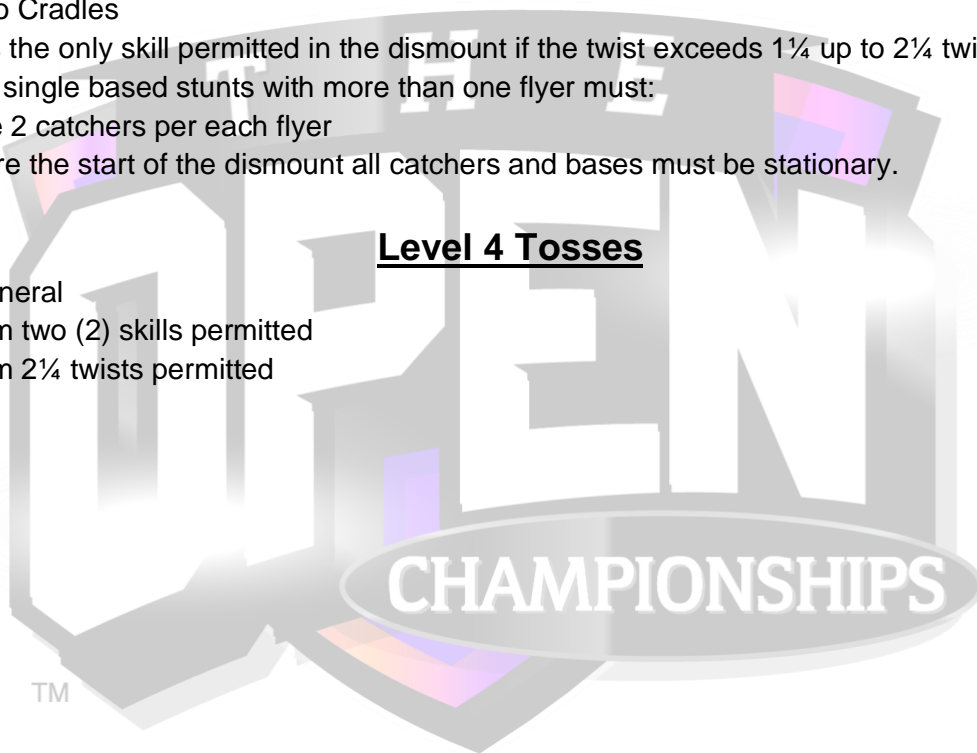 o Cradles
the only skill permitted in the dismount if the twist exceeds 1¼ up to 2¼ twi
single based stunts with more than one flyer must:
e 2 catchers per each flyer
re the start of the dismount all catchers and bases must be stationary.
THE
OPEN
Level 4 Tosses
neral
m two (2) skills permitted
m 2¼ twists permitted
CHAMPIONSHIPS
TM